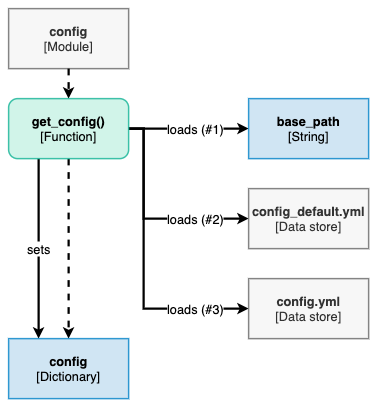 config
[Module]
get_config()
[Function]
loads (#1)
base_path
[String]
loads (#2)
config_default.yml
[Data store]
sets
loads (#3)
config.yml
[Data store]
config
[Dictionary]